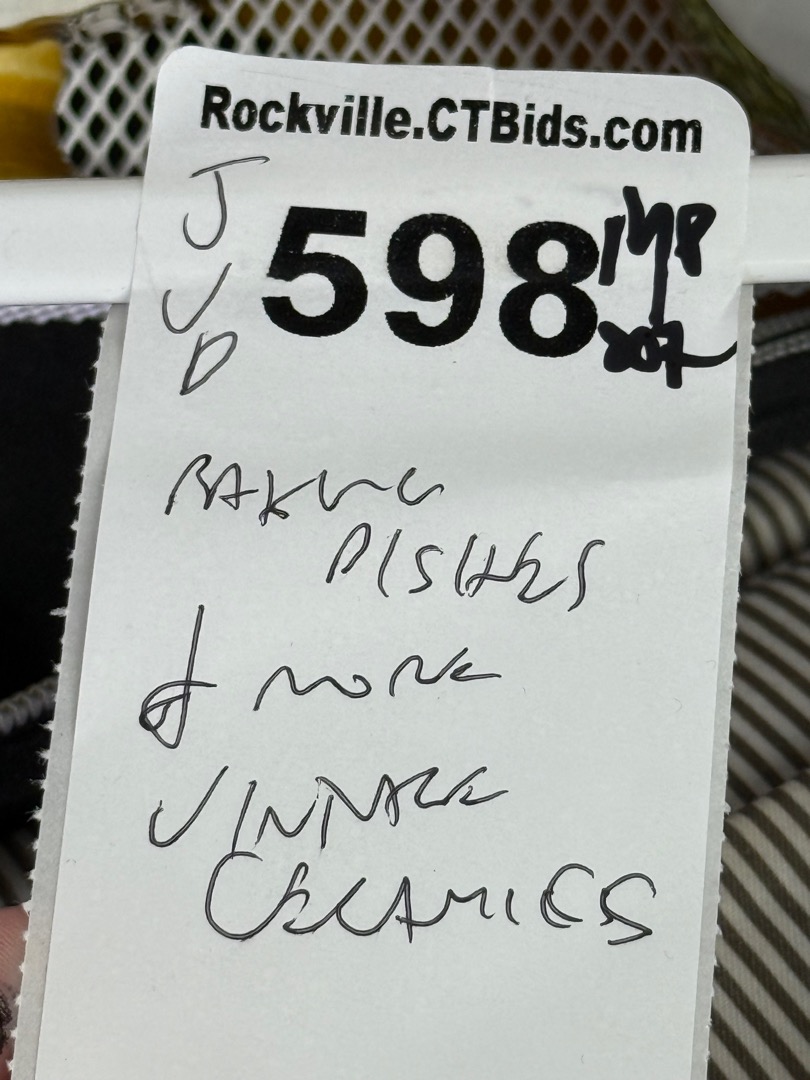 Rockville.CTBids.com
J
V
D
598
BAKING
DISHES
& MORE
VINTAGE
CERAMICS